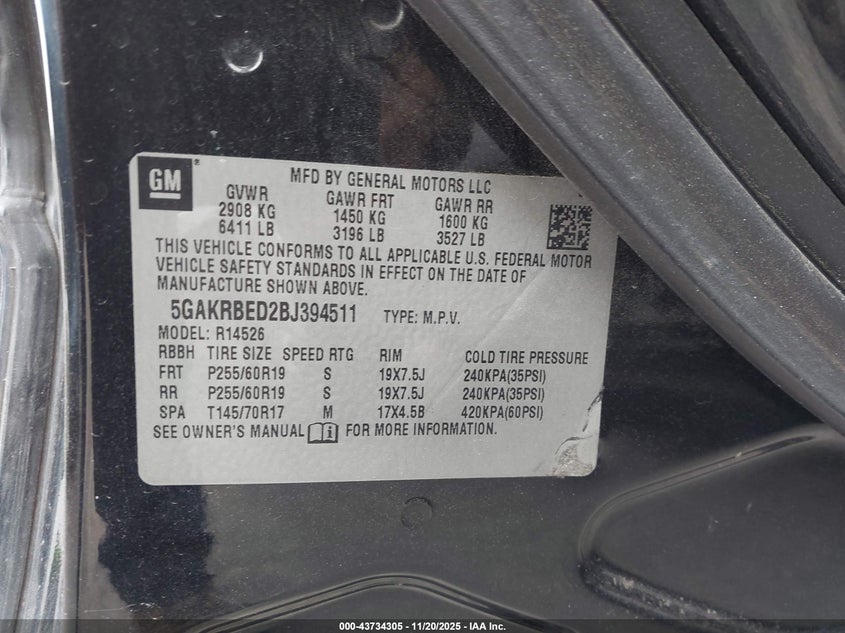 GM ®
MFD BY GENERAL MOTORS LLC
GVWR GAWR FRT GAWR RR
2908 KG 1450 KG 1600 KG
6411 LB 3196 LB 3527 LB
THIS VEHICLE CONFORMS TO ALL APPLICABLE U.S. FEDERAL MOTOR
VEHICLE SAFETY STANDARDS IN EFFECT ON THE DATE OF
MANUFACTURE SHOWN ABOVE.
5GAKRBED2BJ394511 TYPE: M.P.V.
MODEL: R14526
RBBH TIRE SIZE SPEED RTG RIM COLD TIRE PRESSURE
FRT P255/60R19 S 19X7.5J 240KPA(35PSI)
RR P255/60R19 S 19X7.5J 240KPA(35PSI)
SPA T145/70R17 M 17X4.5B 420KPA(60PSI)
SEE OWNER'S MANUAL i FOR MORE INFORMATION.
000-43734305 - 11/20/2025 - IAA Inc.